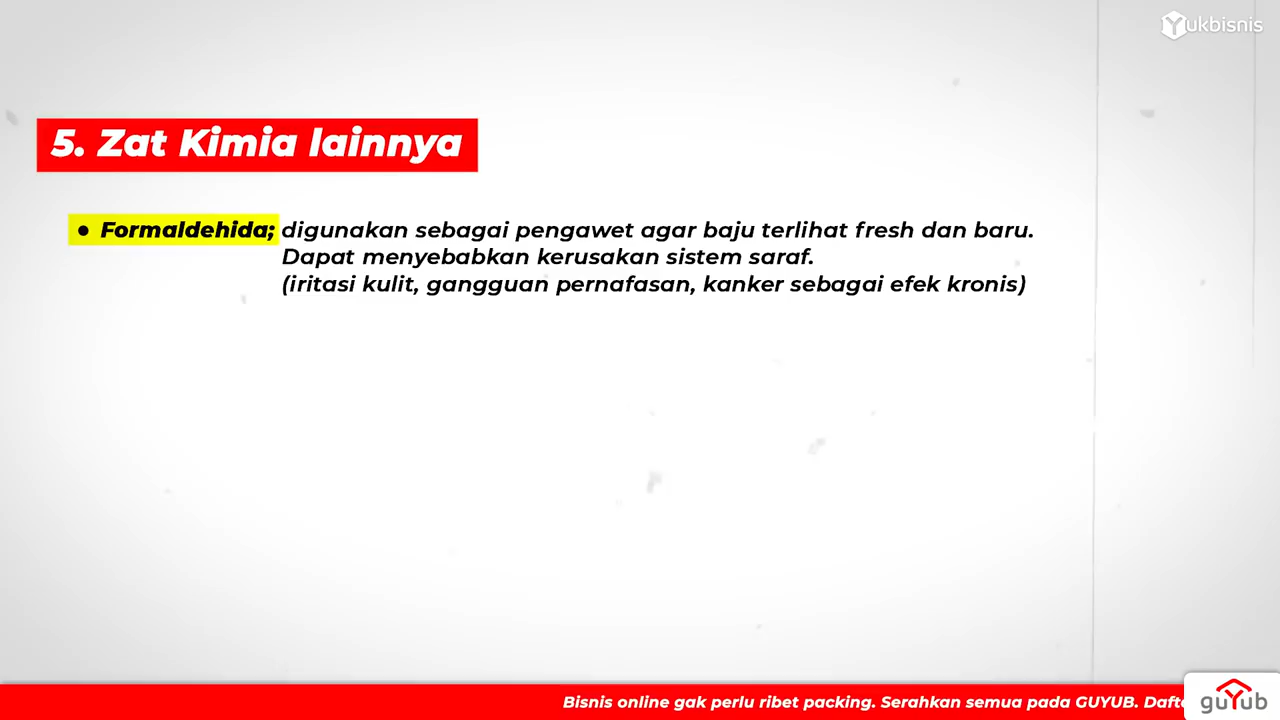 Yukbisnis
5. Zat Kimia lainnya
● Formaldehida; digunakan sebagai pengawet agar baju terlihat fresh dan baru.
Dapat menyebabkan kerusakan sistem saraf.
(iritasi kulit, gangguan pernafasan, kanker sebagai efek kronis)
Bisnis online gak perlu ribet packing. Serahkan semua pada GUYUB. Dafta
guYub